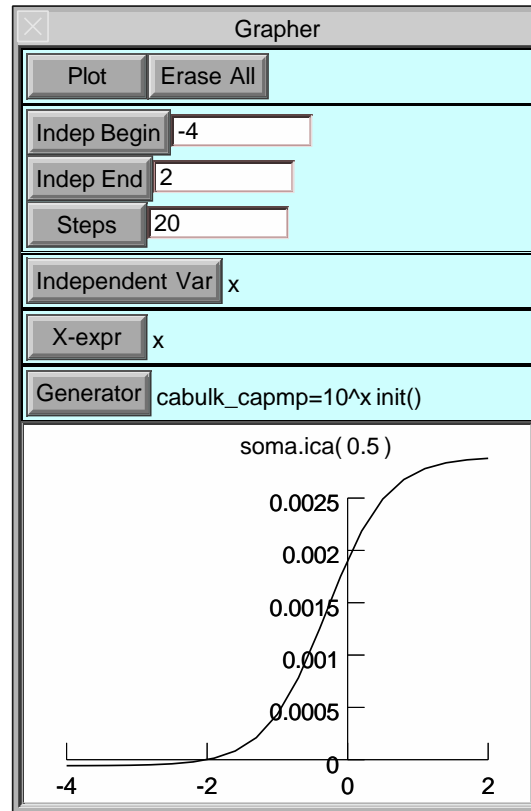 Grapher
Plot Erase All
Indep Begin -4
Indep End 2
Steps 20
Independent Var x
X-expr x
Generator cabulk_capmp=10^x init()
soma.ica( 0.5 )
0.0025
0.002
0.0015
0.001
0.0005
0
-4 -2 0 2